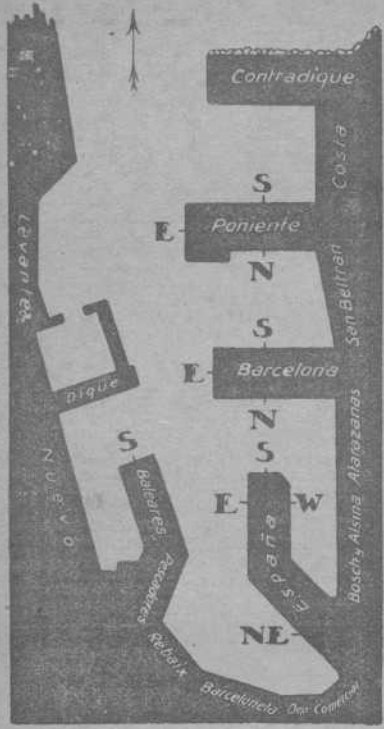 Contradique
Costa
S
E
Poniente
N
Levante
San Beltran
S
E
Barcelona
N
Dique
Nuevo
S
Baleares
S
E
W
España
Bosch y Alsina
Atarazanas
Pescadores
NE
Rebaix
Barceloneta